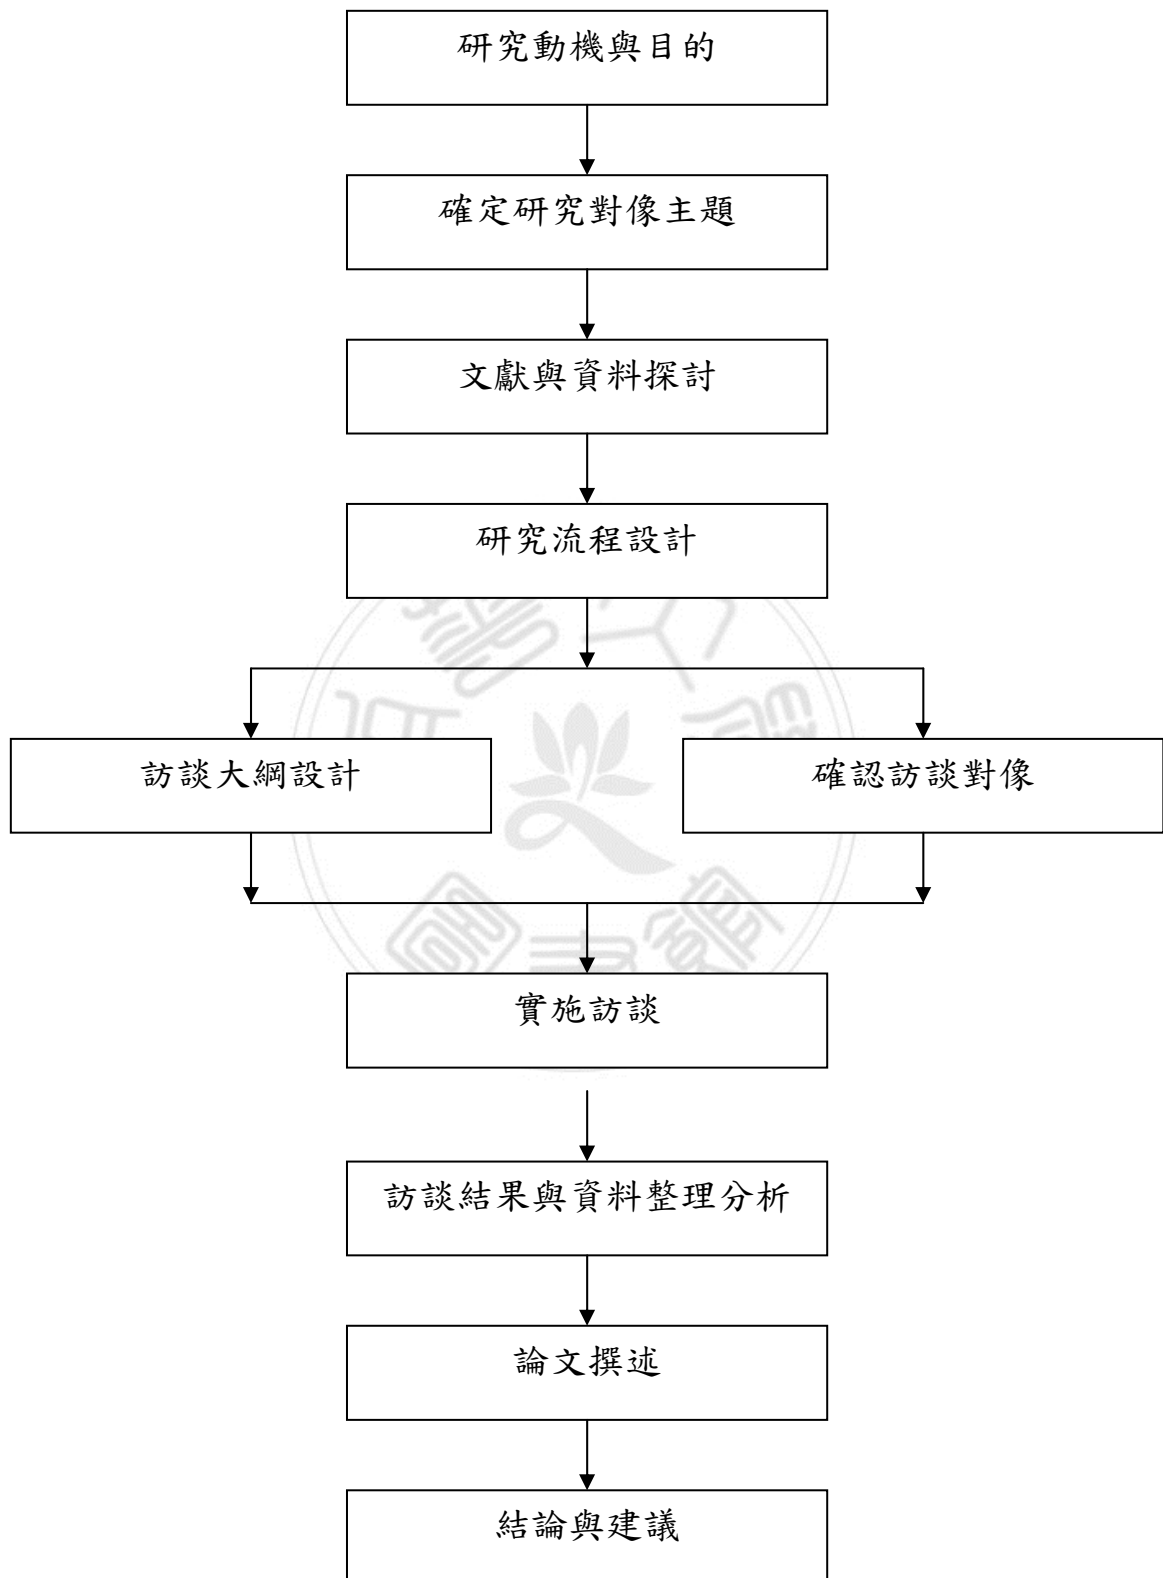 研究動機與目的
確定研究對像主題
文獻與資料探討
研究流程設計
訪談大綱設計
確認訪談對像
實施訪談
訪談結果與資料整理分析
論文撰述
結論與建議